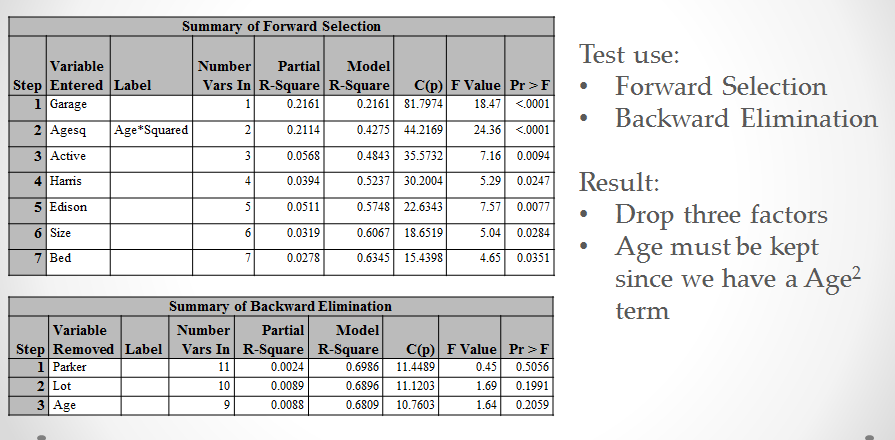 Summary of Forward Selection
Step Variable Entered Label Number Vars In Partial R-Square Model R-Square C(p) F Value Pr > F
1 Garage 1 0.2161 0.2161 81.7974 18.47 <.0001
2 Agesq Age*Squared 2 0.2114 0.4275 44.2169 24.36 <.0001
3 Active 3 0.0568 0.4843 35.5732 7.16 0.0094
4 Harris 4 0.0394 0.5237 30.2004 5.29 0.0247
5 Edison 5 0.0511 0.5748 22.6343 7.57 0.0077
6 Size 6 0.0319 0.6067 18.6519 5.04 0.0284
7 Bed 7 0.0278 0.6345 15.4398 4.65 0.0351
Summary of Backward Elimination
Step Variable Removed Label Number Vars In Partial R-Square Model R-Square C(p) F Value Pr > F
1 Parker 11 0.0024 0.6986 11.4489 0.45 0.5056
2 Lot 10 0.0089 0.6896 11.1203 1.69 0.1991
3 Age 9 0.0088 0.6809 10.7603 1.64 0.2059
Test use:
• Forward Selection
• Backward Elimination
Result:
• Drop three factors
• Age must be kept
since we have a Age²
term